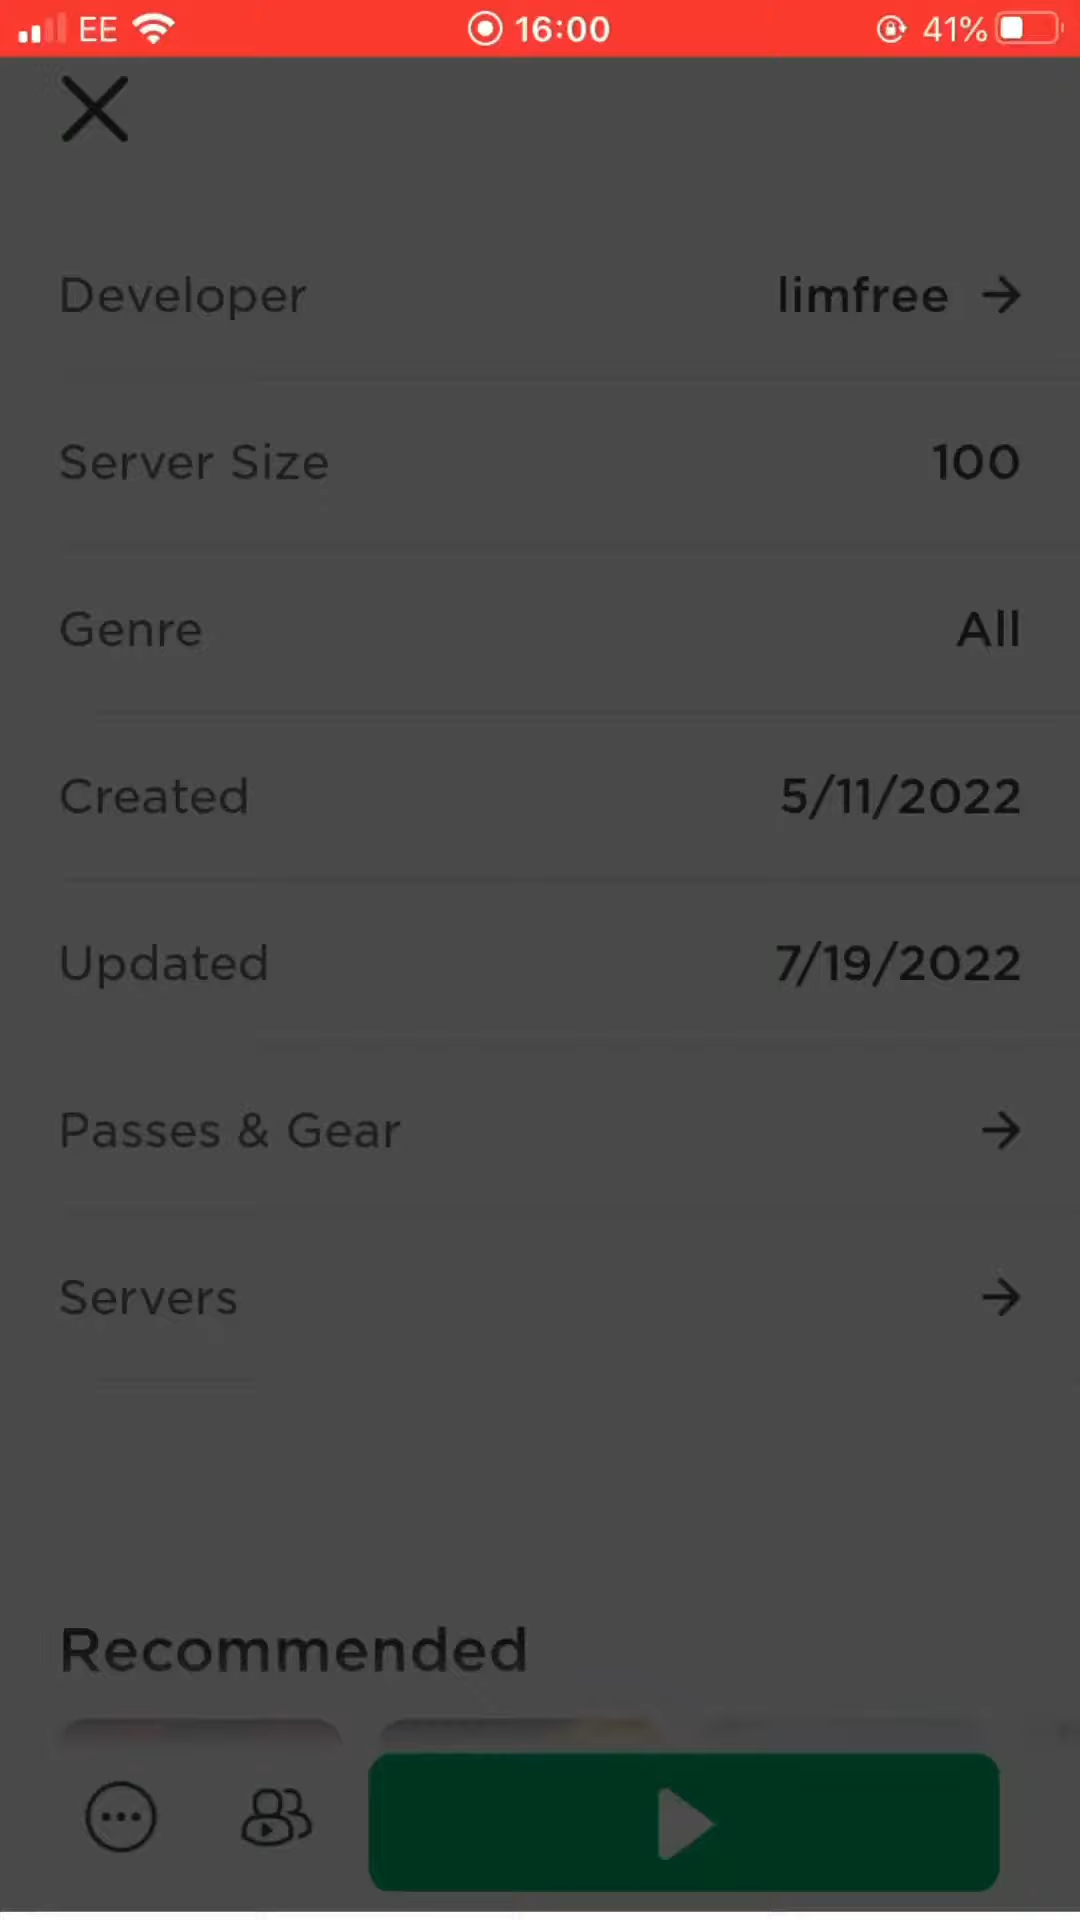 EE 16:00 41%
Developer limfree
Server Size 100
Genre All
Created 5/11/2022
Updated 7/19/2022
Passes & Gear
Servers
Recommended